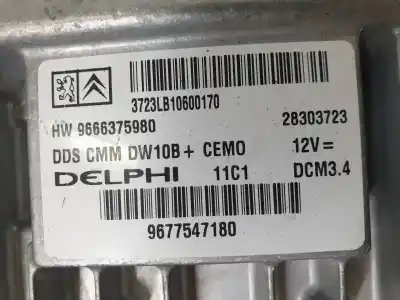 3723LB10600170
HW 9666375980 28303723
DDS CMM DW10B+ CEMO 12V=
DELPHI 11C1 DCM3.4
9677547180